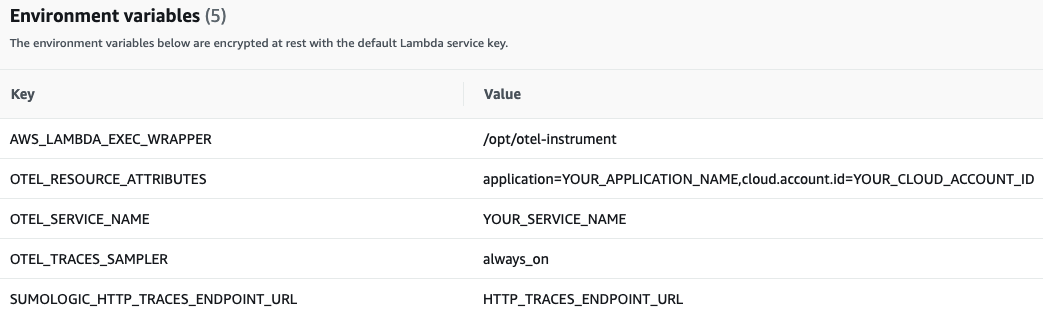 Environment variables (5)
The environment variables below are encrypted at rest with the default Lambda service key.
Key Value
AWS_LAMBDA_EXEC_WRAPPER /opt/otel-instrument
OTEL_RESOURCE_ATTRIBUTES application=YOUR_APPLICATION_NAME,cloud.account.id=YOUR_CLOUD_ACCOUNT_ID
OTEL_SERVICE_NAME YOUR_SERVICE_NAME
OTEL_TRACES_SAMPLER always_on
SUMOLOGIC_HTTP_TRACES_ENDPOINT_URL HTTP_TRACES_ENDPOINT_URL